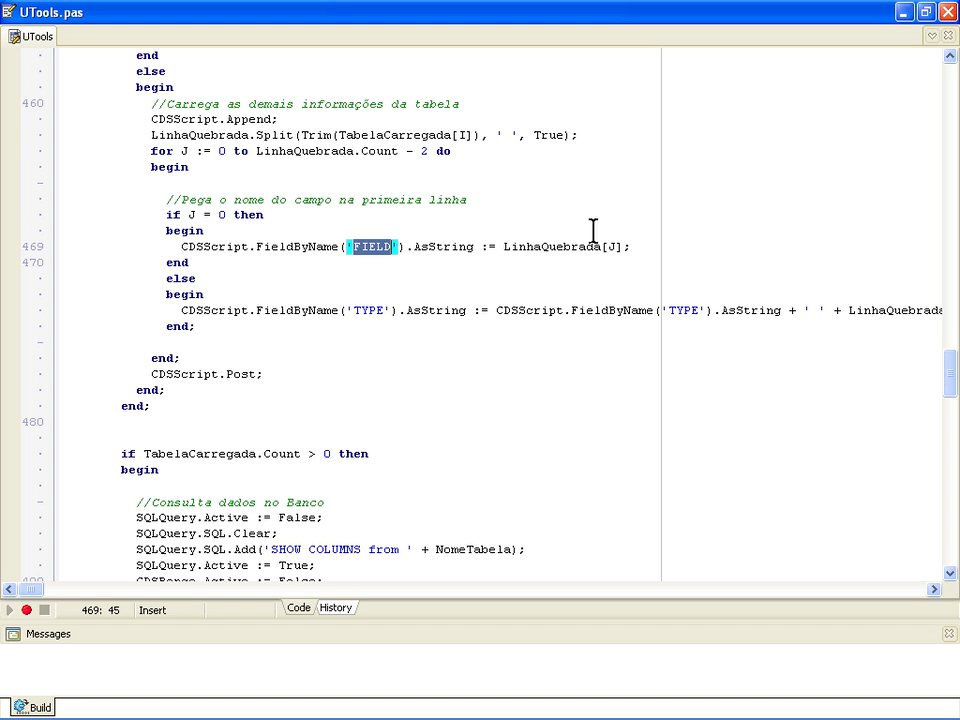 UTools.pas
UTools
end
else
begin
460 //Carrega as demais informações da tabela
CDSScript.Append;
LinhaQuebrada.Split(Trim(TabelaCarregada[I]), ' ', True);
for J := 0 to LinhaQuebrada.Count - 2 do
begin
//Pega o nome do campo na primeira linha
if J = 0 then
begin
469 CDSScript.FieldByName('FIELD').AsString := LinhaQuebrada[J];
470 end
else
begin
CDSScript.FieldByName('TYPE').AsString := CDSScript.FieldByName('TYPE').AsString + ' ' + LinhaQuebrada
end;
end;
CDSScript.Post;
end;
end;
480
if TabelaCarregada.Count > 0 then
begin
//Consulta dados no Banco
SQLQuery.Active := False;
SQLQuery.SQL.Clear;
SQLQuery.SQL.Add('SHOW COLUMNS from ' + NomeTabela);
SQLQuery.Active := True;
469: 45 Insert Code History
Messages
Build